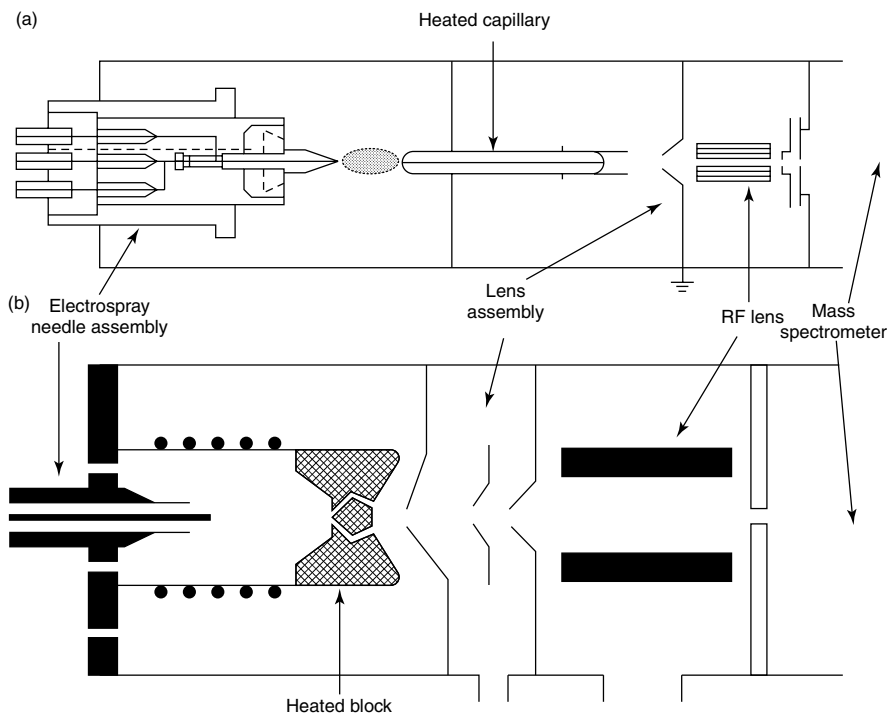 (a)
Heated capillary
Electrospray
needle assembly
Lens
assembly
RF lens
Mass
spectrometer
(b)
Heated block